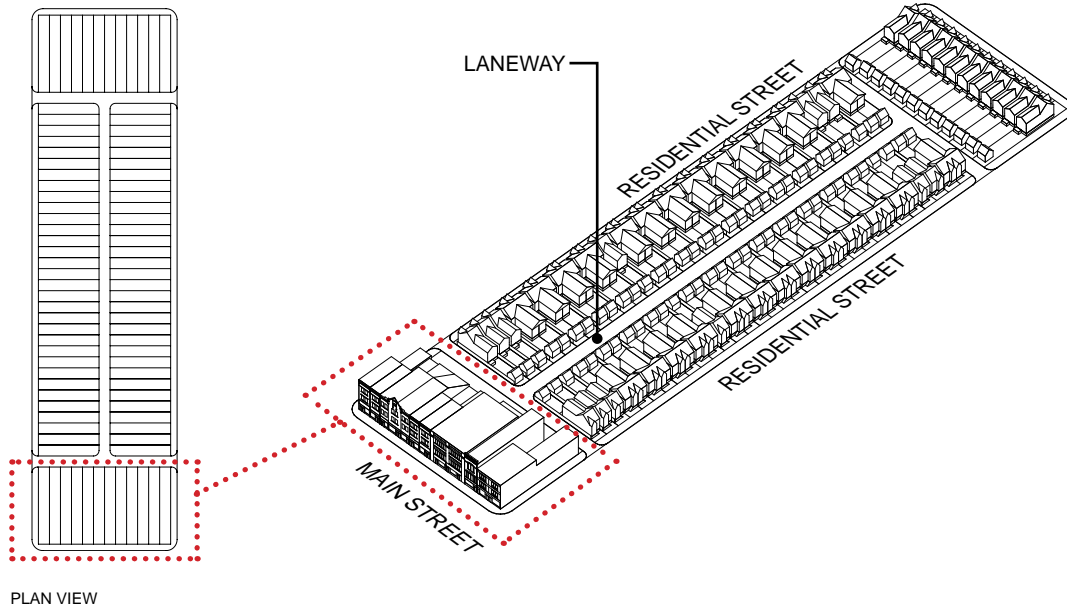 LANEWAY
RESIDENTIAL STREET
RESIDENTIAL STREET
MAIN STREET
PLAN VIEW